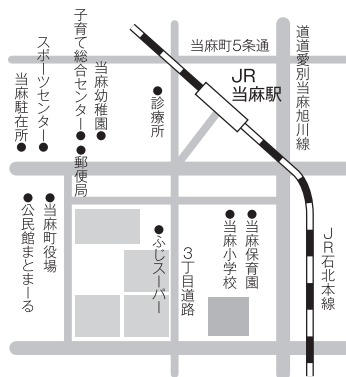 当麻町5条通
道道愛別当麻旭川線
JR
当麻駅
診療所
当麻幼稚園
子育て総合センター
郵便局
スポーツセンター
当麻駐在所
公民館まとまーる
当麻町役場
ふじスーパー
3丁目道路
当麻小学校
当麻保育園
JR石北本線